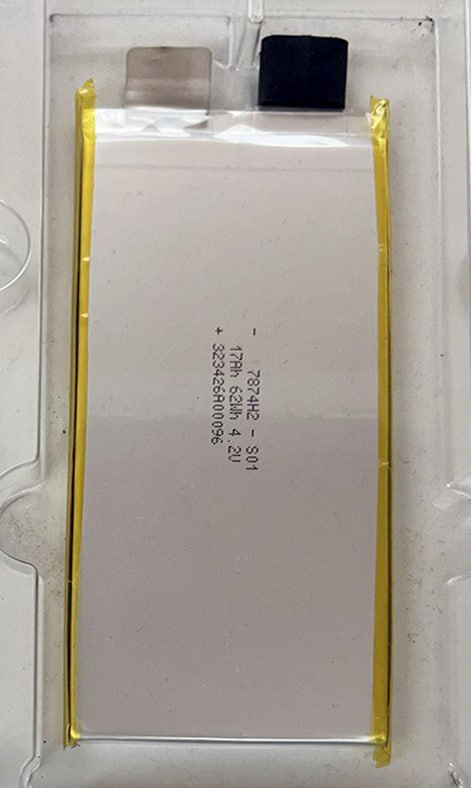 - 7874H2 - S01
17Ah 62Wh 4.2V
+ 323426A00096